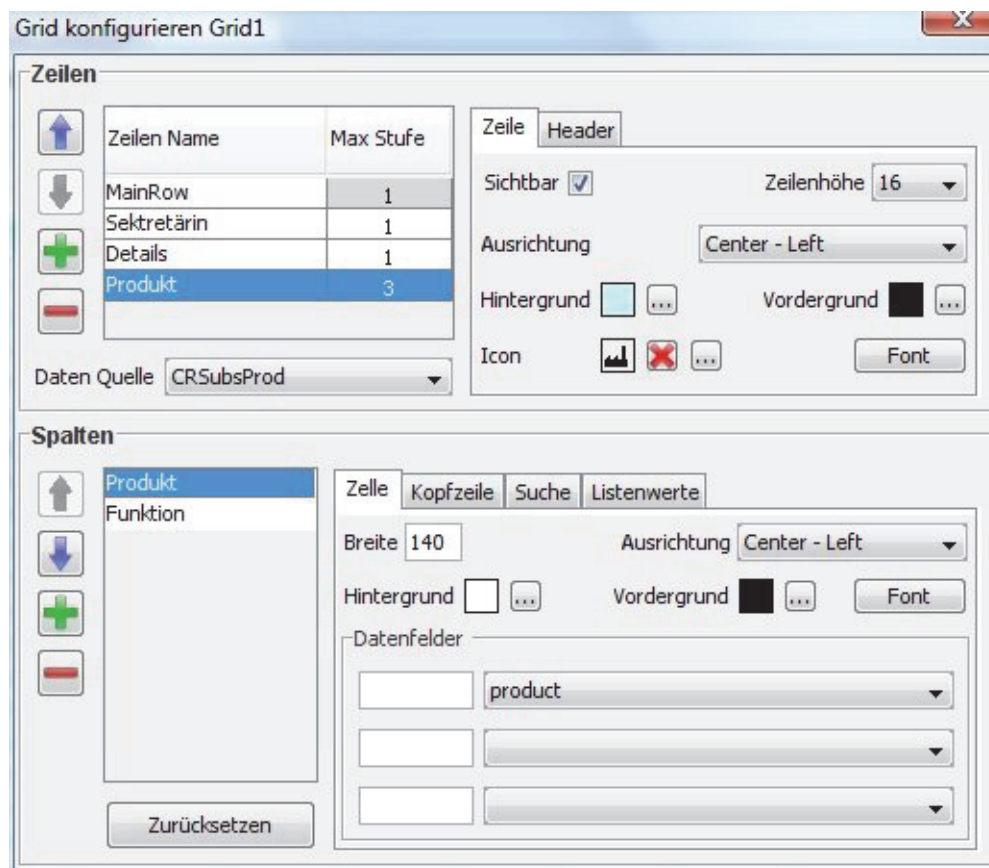 Grid konfigurieren Grid1
X
Zeilen
Zeilen Name Max Stufe
MainRow 1
Sektretärin 1
Details 1
Produkt 3
Daten Quelle CRSubsProd
Zeile Header
Sichtbar Zeilenhöhe 16
Ausrichtung Center - Left
Hintergrund ... Vordergrund ...
Icon ... Font
Spalten
Produkt
Funktion
Zurücksetzen
Zelle Kopfzeile Suche Listenwerte
Breite 140 Ausrichtung Center - Left
Hintergrund ... Vordergrund ... Font
Datenfelder
product